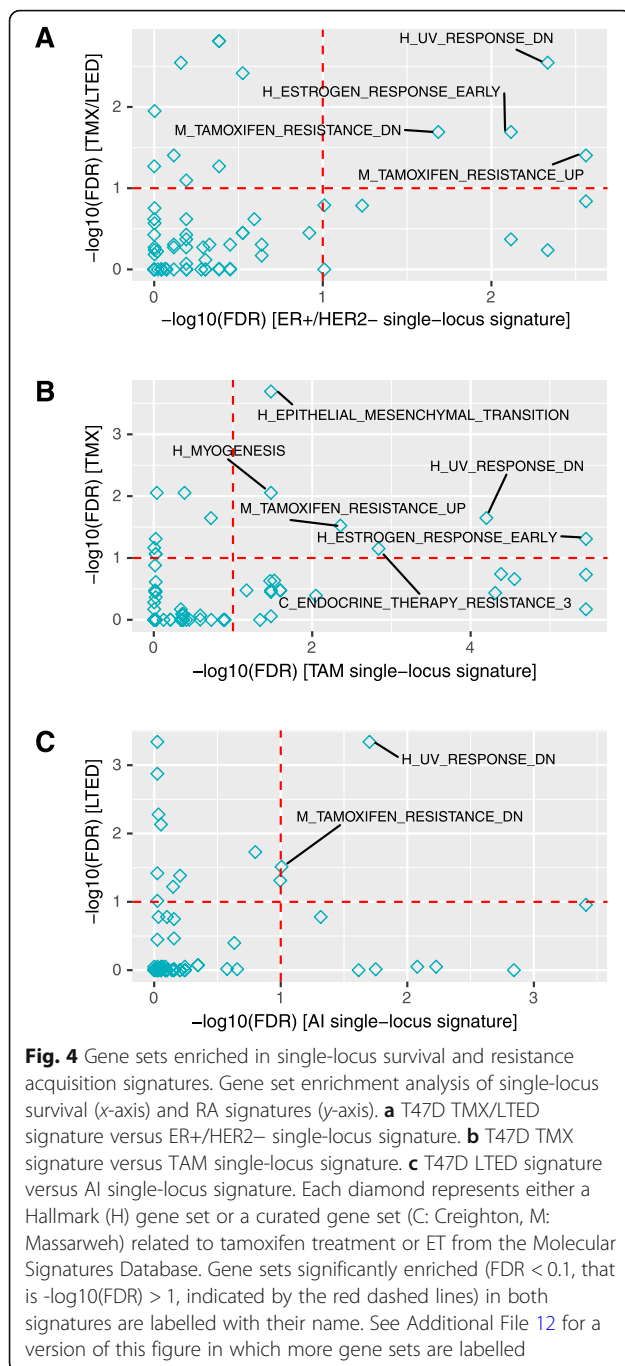 A
H_UV_RESPONSE_DN
H_ESTROGEN_RESPONSE_EARLY
M_TAMOXIFEN_RESISTANCE_DN
M_TAMOXIFEN_RESISTANCE_UP
−log10(FDR) [TMX/LTED]
2
1
0
0
1
2
−log10(FDR) [ER+/HER2− single−locus signature]
B
H_EPITHELIAL_MESENCHYMAL_TRANSITION
H_MYOGENESIS
H_UV_RESPONSE_DN
M_TAMOXIFEN_RESISTANCE_UP
H_ESTROGEN_RESPONSE_EARLY
C_ENDOCRINE_THERAPY_RESISTANCE_3
−log10(FDR) [TMX]
3
2
1
0
0
2
4
−log10(FDR) [TAM single−locus signature]
C
H_UV_RESPONSE_DN
M_TAMOXIFEN_RESISTANCE_DN
−log10(FDR) [LTED]
3
2
1
0
0
1
2
3
−log10(FDR) [AI single−locus signature]
Fig. 4 Gene sets enriched in single-locus survival and resistance
acquisition signatures. Gene set enrichment analysis of single-locus
survival (x-axis) and RA signatures (y-axis). a T47D TMX/LTED
signature versus ER+/HER2− single-locus signature. b T47D TMX
signature versus TAM single-locus signature. c T47D LTED signature
versus AI single-locus signature. Each diamond represents either a
Hallmark (H) gene set or a curated gene set (C: Creighton, M:
Massarweh) related to tamoxifen treatment or ET from the Molecular
Signatures Database. Gene sets significantly enriched (FDR < 0.1, that
is -log10(FDR) > 1, indicated by the red dashed lines) in both
signatures are labelled with their name. See Additional File 12 for a
version of this figure in which more gene sets are labelled